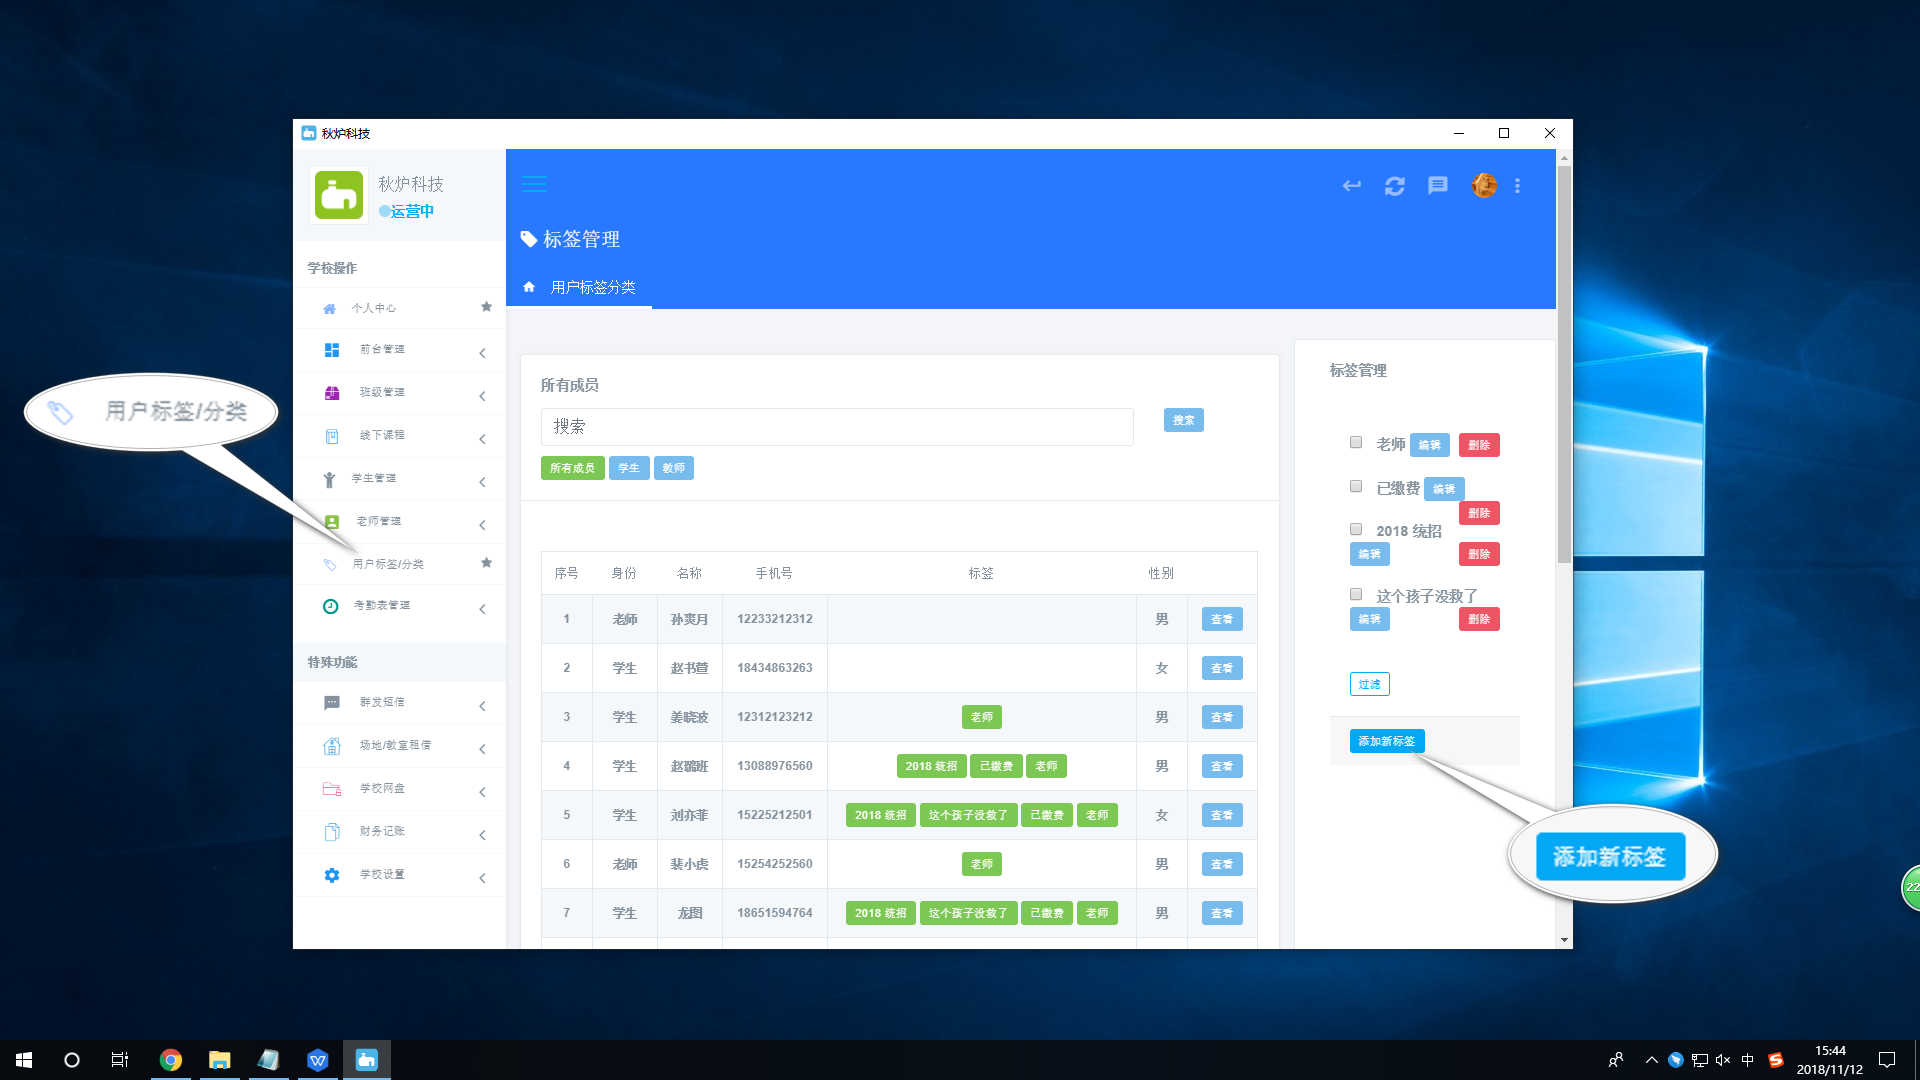 秋炉科技
秋炉科技
运营中
学校操作
个人中心
前台管理
班级管理
线下课程
学生管理
老师管理
用户标签/分类
考勤表管理
特殊功能
群发短信
场地/教室租借
学校网盘
财务记账
学校设置
用户标签/分类
标签管理
用户标签分类
所有成员
搜索 搜索
所有成员 学生 教师
序号 身份 名称 手机号 标签 性别
1 老师 孙爽月 12233212312 男 查看
2 学生 赵书萱 18434863263 女 查看
3 学生 姜晓波 12312123212 老师 男 查看
4 学生 赵璐班 13088976560 2018 统招 已缴费 老师 男 查看
5 学生 刘亦菲 15225212501 2018 统招 这个孩子没救了 已缴费 老师 女 查看
6 老师 裴小虎 15254252560 老师 男 查看
7 学生 龙图 18651594764 2018 统招 这个孩子没救了 已缴费 老师 男 查看
标签管理
老师 编辑 删除
已缴费 编辑
删除
2018 统招
编辑 删除
这个孩子没救了
编辑 删除
过滤
添加新标签
添加新标签
22
中
15:44
2018/11/12